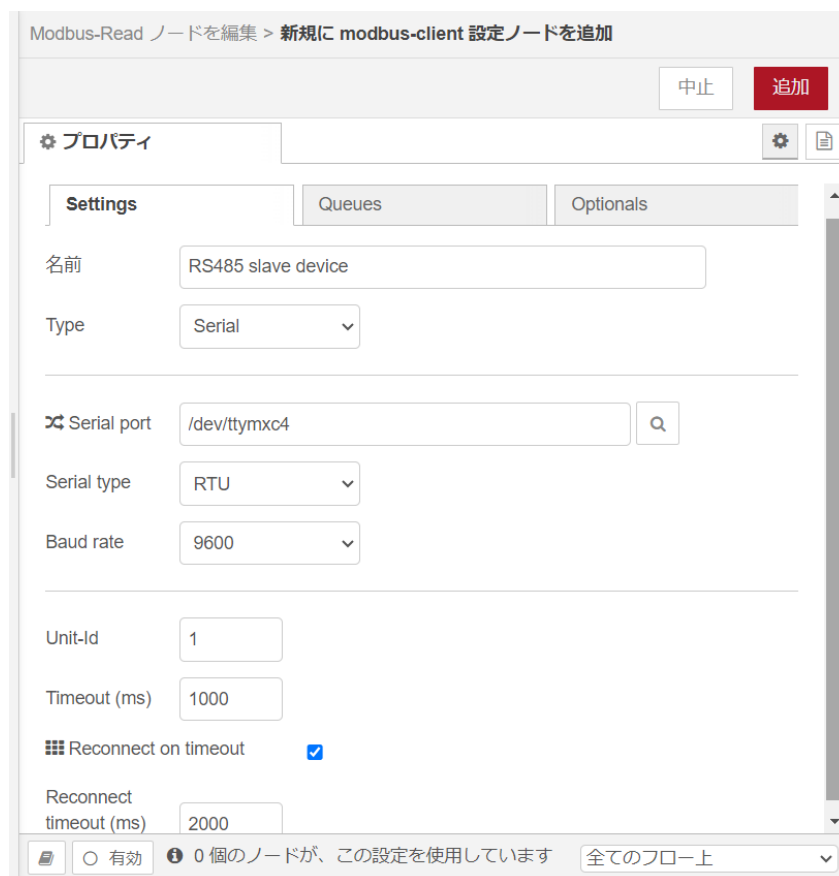 Modbus-Read ノードを編集 > 新規に modbus-client 設定ノードを追加
中止 追加
プロパティ
Settings Queues Optionals
名前 RS485 slave device
Type Serial
Serial port /dev/ttymxc4
Serial type RTU
Baud rate 9600
Unit-Id 1
Timeout (ms) 1000
Reconnect on timeout
Reconnect
timeout (ms) 2000
有効 0 個のノードが、この設定を使用しています 全てのフロー上